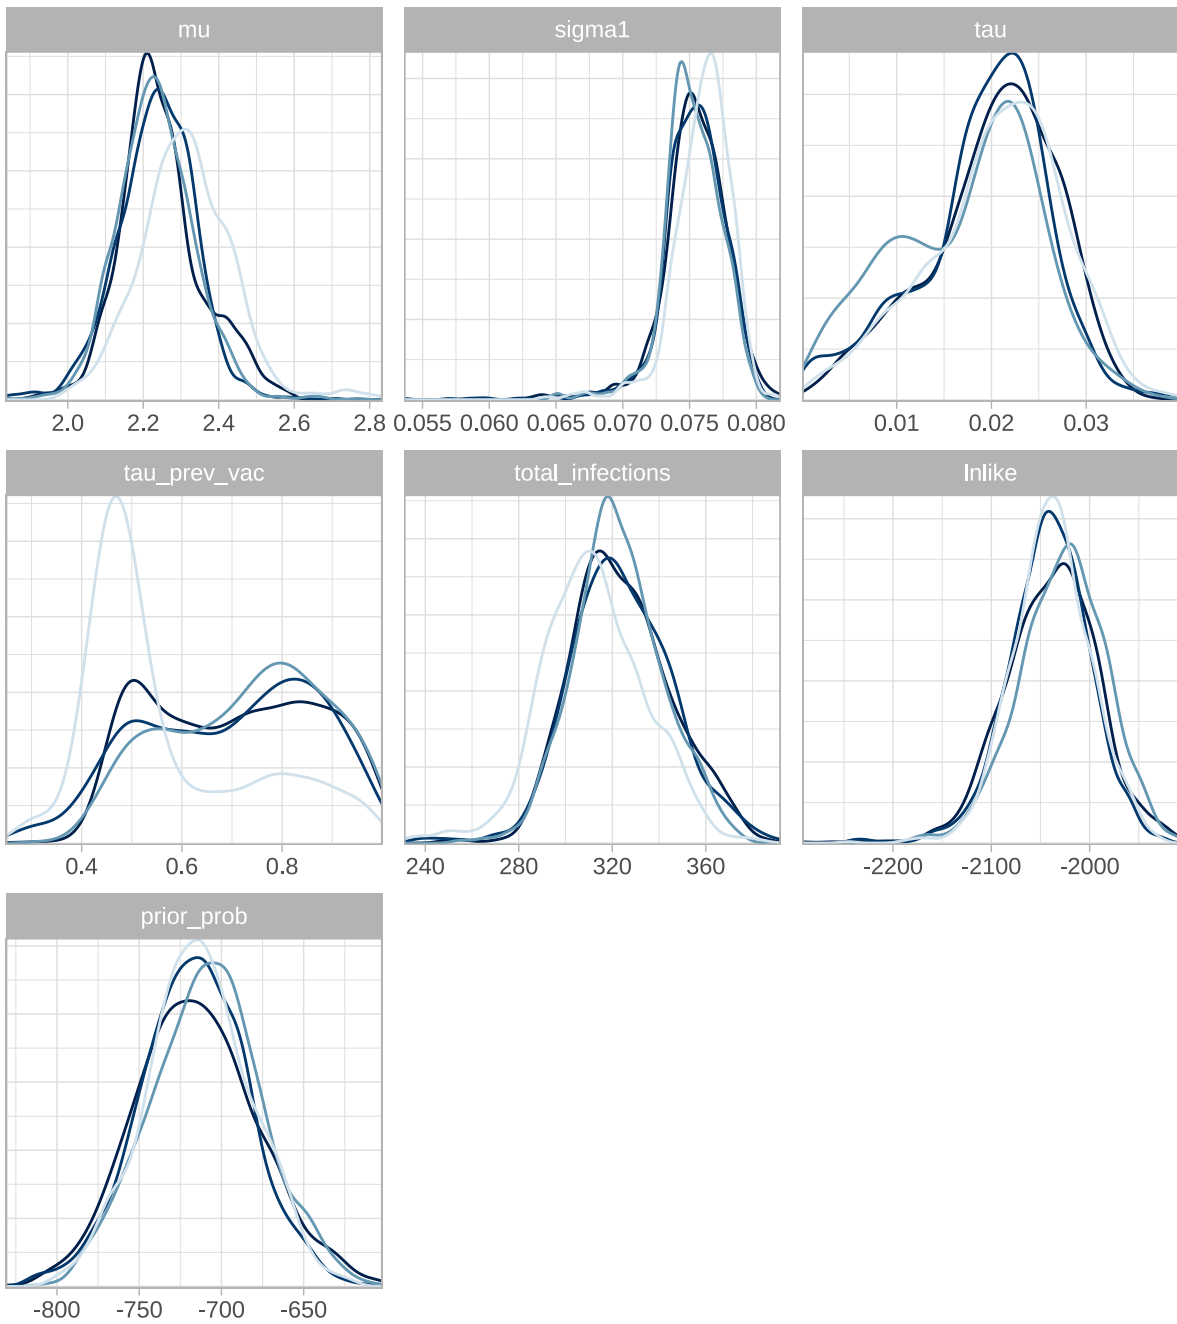 mu
sigma1
tau
2.0 2.2 2.4 2.6 2.8
0.055 0.060 0.065 0.070 0.075 0.080
0.01 0.02 0.03
tau_prev_vac
total_infections
lnlike
0.4 0.6 0.8
240 280 320 360
-2200 -2100 -2000
prior_prob
-800 -750 -700 -650